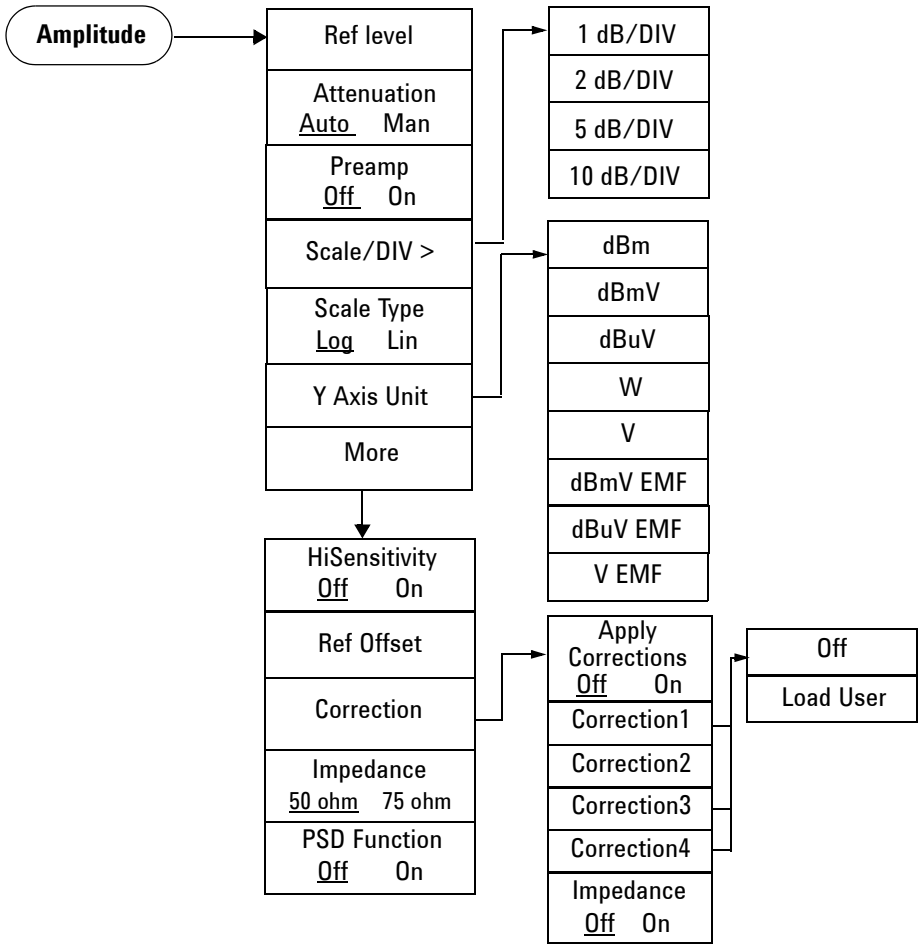 Amplitude
Ref level
Attenuation
Auto Man
Preamp
Off On
Scale/DIV >
Scale Type
Log Lin
Y Axis Unit
More
1 dB/DIV
2 dB/DIV
5 dB/DIV
10 dB/DIV
dBm
dBmV
dBuV
W
V
dBmV EMF
dBuV EMF
V EMF
HiSensitivity
Off On
Ref Offset
Correction
Impedance
50 ohm 75 ohm
PSD Function
Off On
Apply
Corrections
Off On
Correction1
Correction2
Correction3
Correction4
Impedance
Off On
Off
Load User